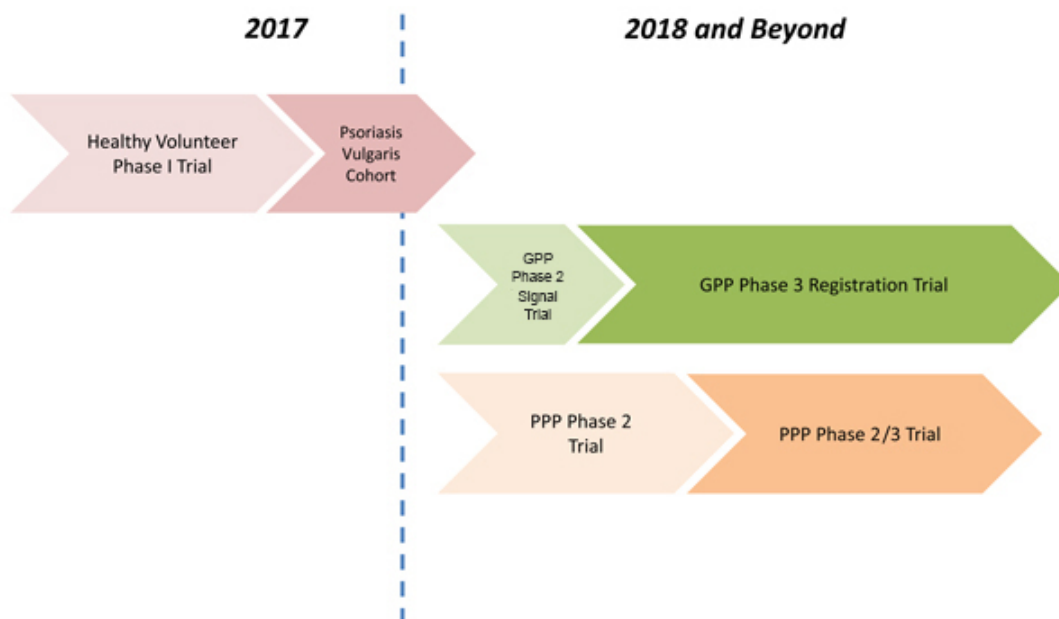 2017
2018 and Beyond
Healthy Volunteer
Phase I Trial
Psoriasis
Vulgaris
Cohort
GPP
Phase 2
Signal
Trial
GPP Phase 3 Registration Trial
PPP Phase 2
Trial
PPP Phase 2/3 Trial